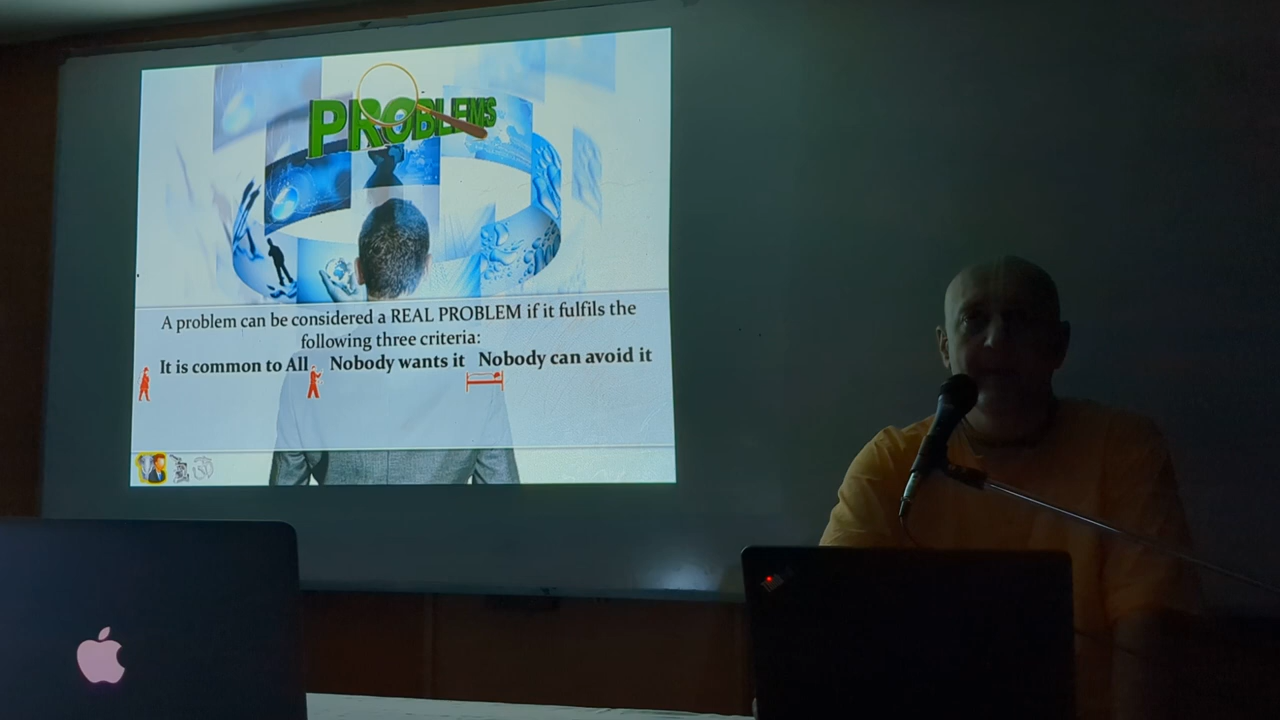 PROBLEMS
A problem can be considered a REAL PROBLEM if it fulfils the
following three criteria:
It is common to All Nobody wants it Nobody can avoid it